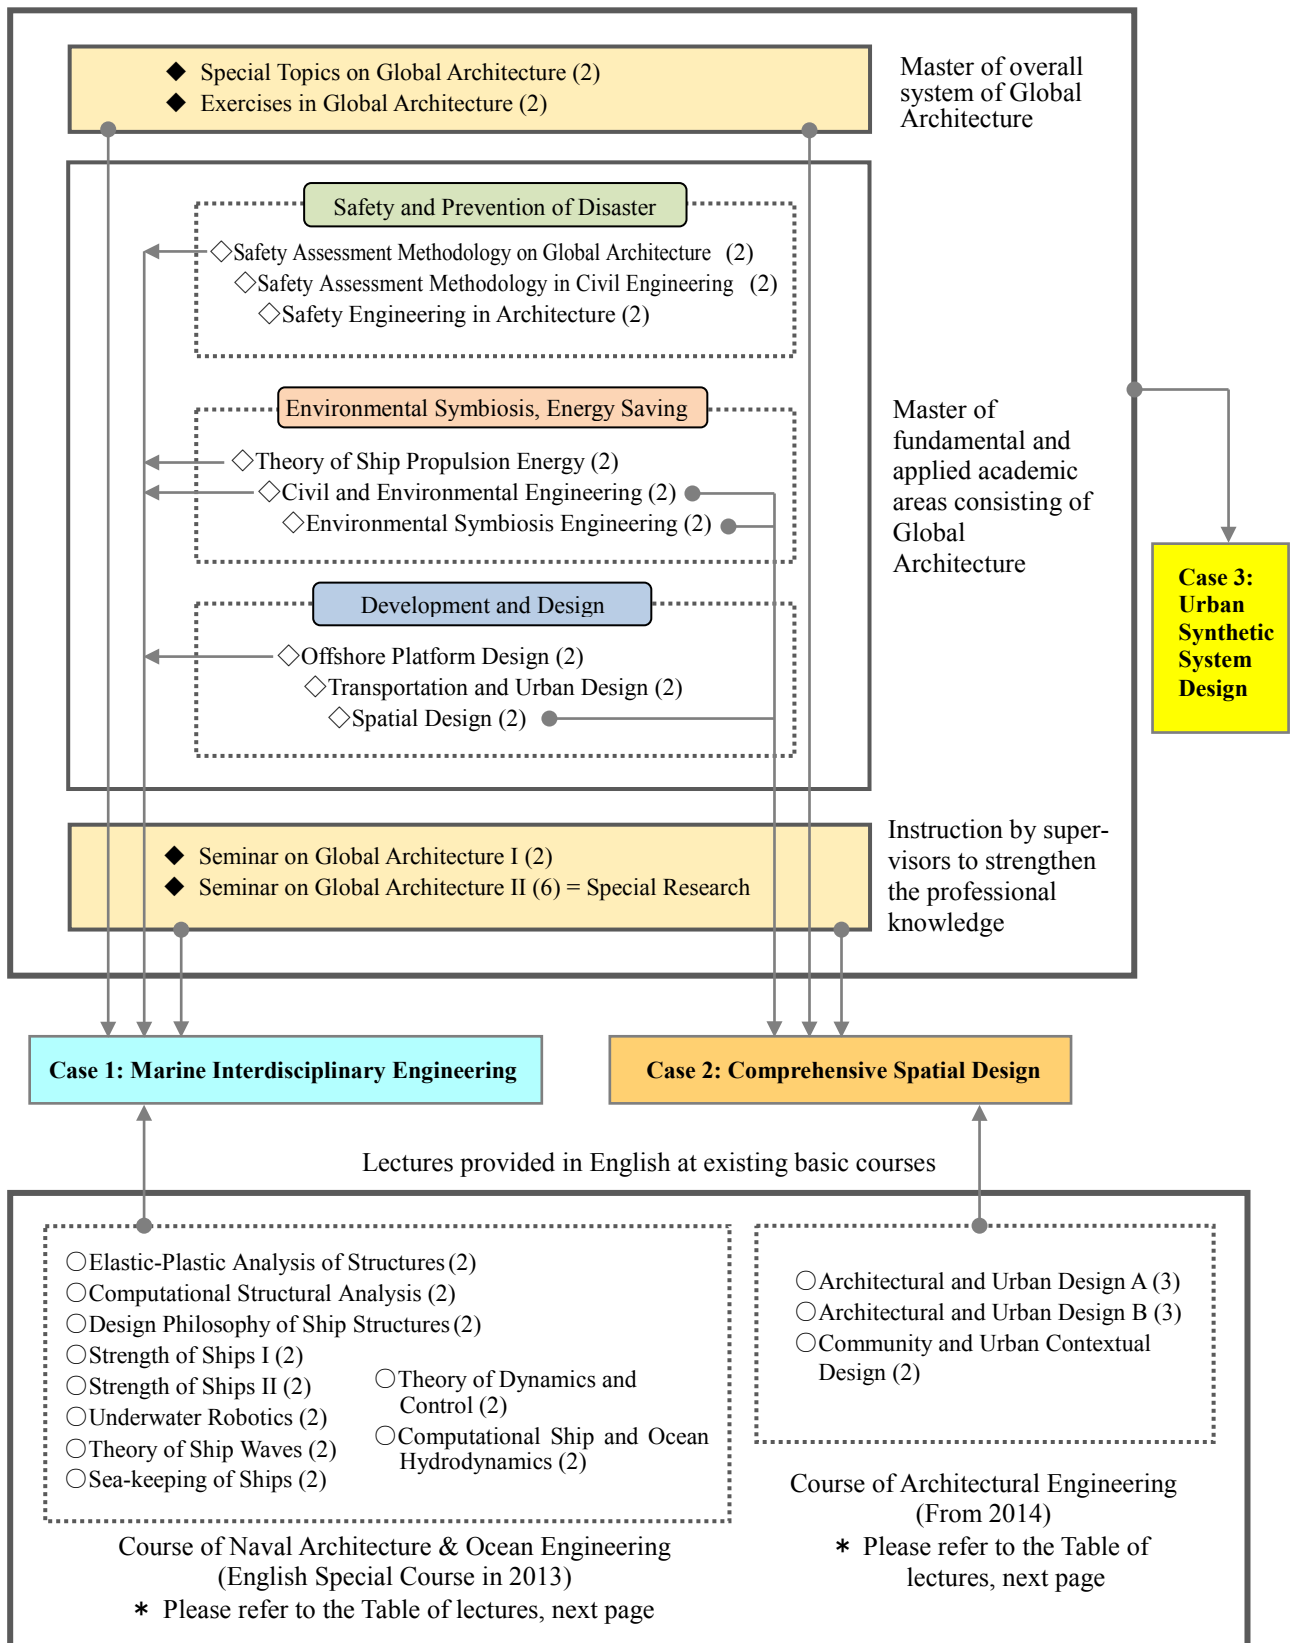 ◆ Special Topics on Global Architecture (2)
◆ Exercises in Global Architecture (2)
Master of overall
system of Global
Architecture
Safety and Prevention of Disaster
◇Safety Assessment Methodology on Global Architecture (2)
◇Safety Assessment Methodology in Civil Engineering (2)
◇Safety Engineering in Architecture (2)
Environmental Symbiosis, Energy Saving
◇Theory of Ship Propulsion Energy (2)
◇Civil and Environmental Engineering (2)
◇Environmental Symbiosis Engineering (2)
Development and Design
◇Offshore Platform Design (2)
◇Transportation and Urban Design (2)
◇Spatial Design (2)
Master of
fundamental and
applied academic
areas consisting of
Global
Architecture
Case 3:
Urban
Synthetic
System
Design
◆ Seminar on Global Architecture I (2)
◆ Seminar on Global Architecture II (6) = Special Research
Instruction by super-
visors to strengthen
the professional
knowledge
Case 1: Marine Interdisciplinary Engineering
Case 2: Comprehensive Spatial Design
Lectures provided in English at existing basic courses
○Elastic-Plastic Analysis of Structures (2)
○Computational Structural Analysis (2)
○Design Philosophy of Ship Structures (2)
○Strength of Ships I (2)
○Strength of Ships II (2)
○Underwater Robotics (2)
○Theory of Ship Waves (2)
○Sea-keeping of Ships (2)
○Theory of Dynamics and
Control (2)
○Computational Ship and Ocean
Hydrodynamics (2)
Course of Naval Architecture & Ocean Engineering
(English Special Course in 2013)
* Please refer to the Table of lectures, next page
○Architectural and Urban Design A (3)
○Architectural and Urban Design B (3)
○Community and Urban Contextual
Design (2)
Course of Architectural Engineering
(From 2014)
* Please refer to the Table of
lectures, next page